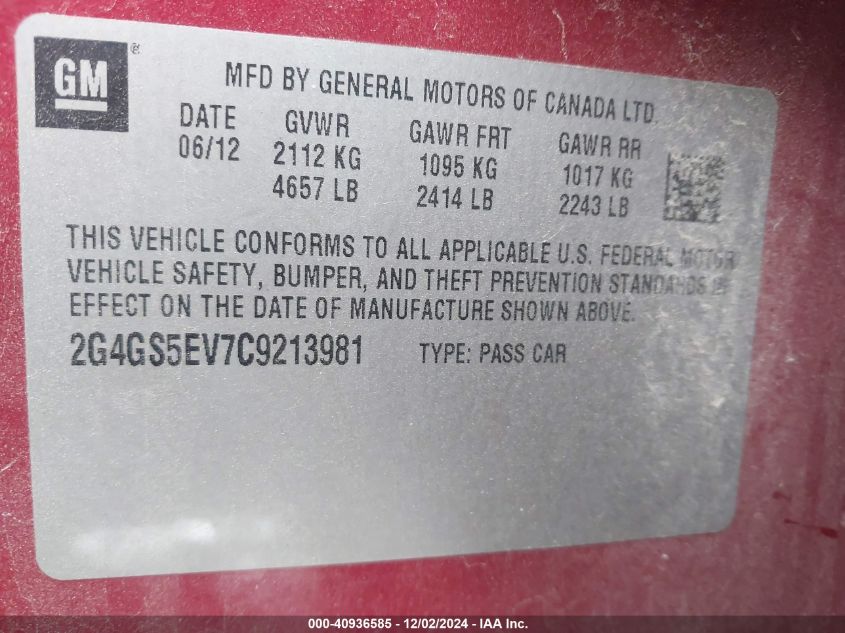 GM ®
MFD BY GENERAL MOTORS OF CANADA LTD.
DATE GVWR GAWR FRT GAWR RR
06/12 2112 KG 1095 KG 1017 KG
4657 LB 2414 LB 2243 LB
THIS VEHICLE CONFORMS TO ALL APPLICABLE U.S. FEDERAL MOTOR
VEHICLE SAFETY, BUMPER, AND THEFT PREVENTION STANDARDS IN
EFFECT ON THE DATE OF MANUFACTURE SHOWN ABOVE.
2G4GS5EV7C9213981 TYPE: PASS CAR
000-40936585 - 12/02/2024 - IAA Inc.